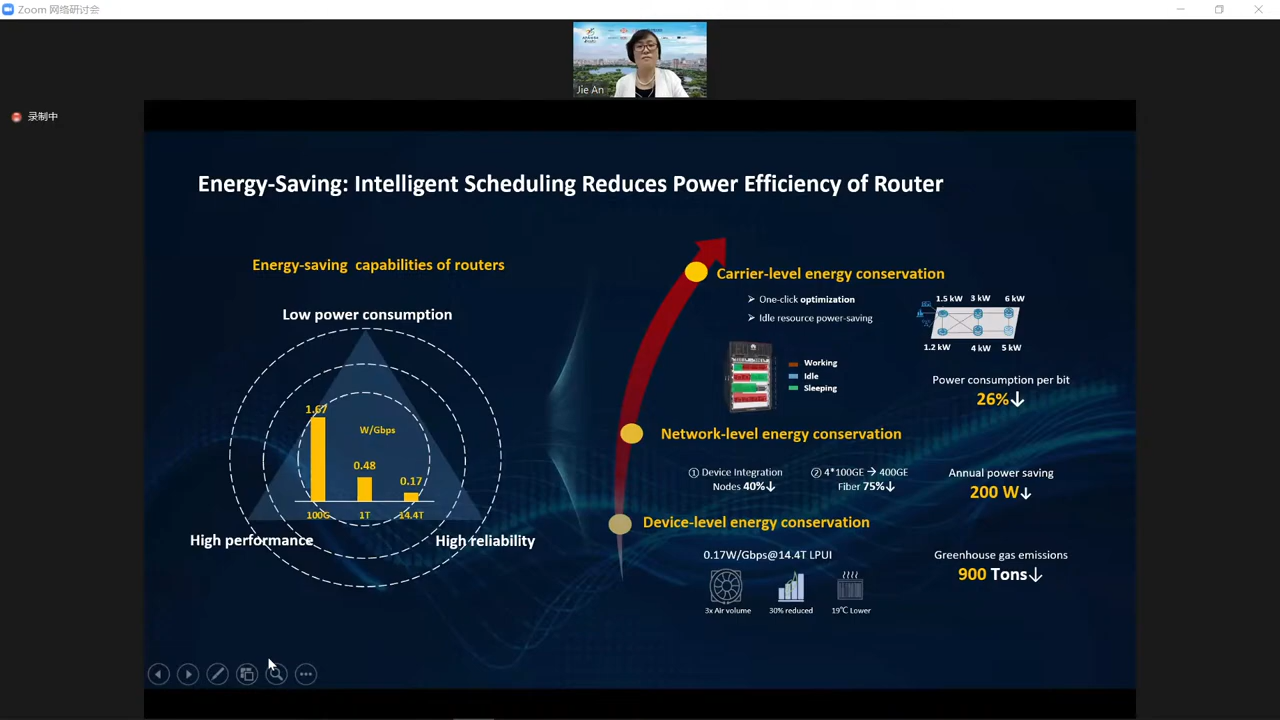 Zoom 网络研讨会
Jie An
录制中
Energy-Saving: Intelligent Scheduling Reduces Power Efficiency of Router
Energy-saving capabilities of routers
Low power consumption
1.67
W/Gbps
0.48
0.17
100G 1T 14.4T
High performance
High reliability
Carrier-level energy conservation
➢ One-click optimization
➢ Idle resource power-saving
Working
Idle
Sleeping
1.5 kW 3 kW 6 kW
1.2 kW 4 kW 5 kW
Power consumption per bit
26%↓
Network-level energy conservation
① Device Integration
Nodes 40%↓
② 4*100GE → 400GE
Fiber 75%↓
Annual power saving
200 W↓
Device-level energy conservation
0.17W/Gbps@14.4T LPUI
3x Air volume
30% reduced
19℃ Lower
Greenhouse gas emissions
900 Tons↓